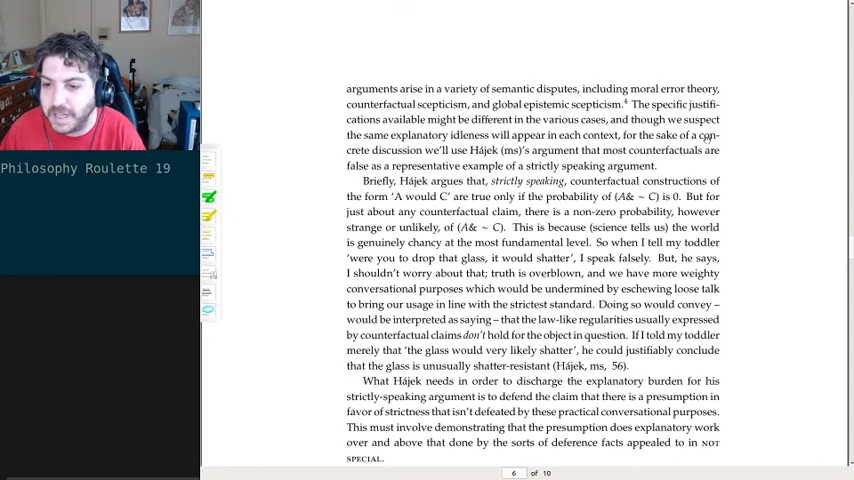 arguments arise in a variety of semantic disputes, including moral error theory,
counterfactual scepticism, and global epistemic scepticism.4 The specific justifi-
cations available might be different in the various cases, and though we suspect
the same explanatory idleness will appear in each context, for the sake of a con-
crete discussion we'll use Hájek (ms)'s argument that most counterfactuals are
false as a representative example of a strictly speaking argument.
Briefly, Hájek argues that, strictly speaking, counterfactual constructions of
the form 'A would C' are true only if the probability of (A& ∼ C) is 0. But for
just about any counterfactual claim, there is a non-zero probability, however
strange or unlikely, of (A& ∼ C). This is because (science tells us) the world
is genuinely chancy at the most fundamental level. So when I tell my toddler
'were you to drop that glass, it would shatter', I speak falsely. But, he says,
I shouldn't worry about that; truth is overblown, and we have more weighty
conversational purposes which would be undermined by eschewing loose talk
to bring our usage in line with the strictest standard. Doing so would convey –
would be interpreted as saying – that the law-like regularities usually expressed
by counterfactual claims don't hold for the object in question. If I told my toddler
merely that 'the glass would very likely shatter', he could justifiably conclude
that the glass is unusually shatter-resistant (Hájek, ms, 56).
What Hájek needs in order to discharge the explanatory burden for his
strictly-speaking argument is to defend the claim that there is a presumption in
favor of strictness that isn't defeated by these practical conversational purposes.
This must involve demonstrating that the presumption does explanatory work
over and above that done by the sorts of deference facts appealed to in NOT
SPECIAL.
Philosophy Roulette 19
6 of 10